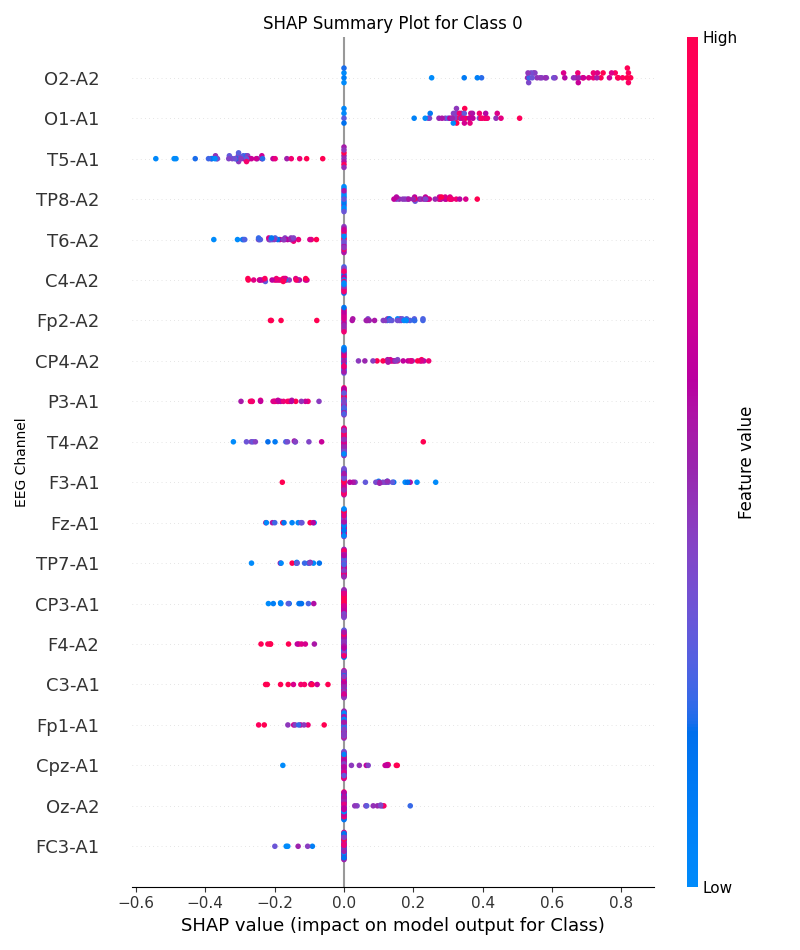 SHAP Summary Plot for Class 0
High
O2-A2
O1-A1
T5-A1
TP8-A2
T6-A2
C4-A2
Fp2-A2
CP4-A2
P3-A1
T4-A2
F3-A1
Fz-A1
TP7-A1
CP3-A1
F4-A2
C3-A1
Fp1-A1
Cpz-A1
Oz-A2
FC3-A1
EEG Channel
Feature value
Low
−0.6 −0.4 −0.2 0.0 0.2 0.4 0.6 0.8
SHAP value (impact on model output for Class)